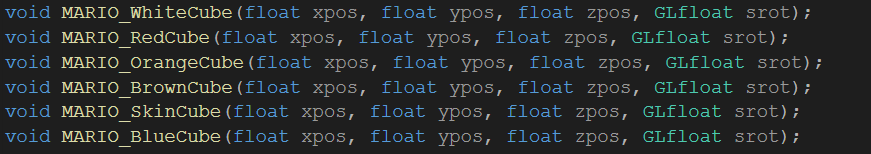 void MARIO_WhiteCube(float xpos, float ypos, float zpos, GLfloat srot);
void MARIO_RedCube(float xpos, float ypos, float zpos, GLfloat srot);
void MARIO_OrangeCube(float xpos, float ypos, float zpos, GLfloat srot);
void MARIO_BrownCube(float xpos, float ypos, float zpos, GLfloat srot);
void MARIO_SkinCube(float xpos, float ypos, float zpos, GLfloat srot);
void MARIO_BlueCube(float xpos, float ypos, float zpos, GLfloat srot);